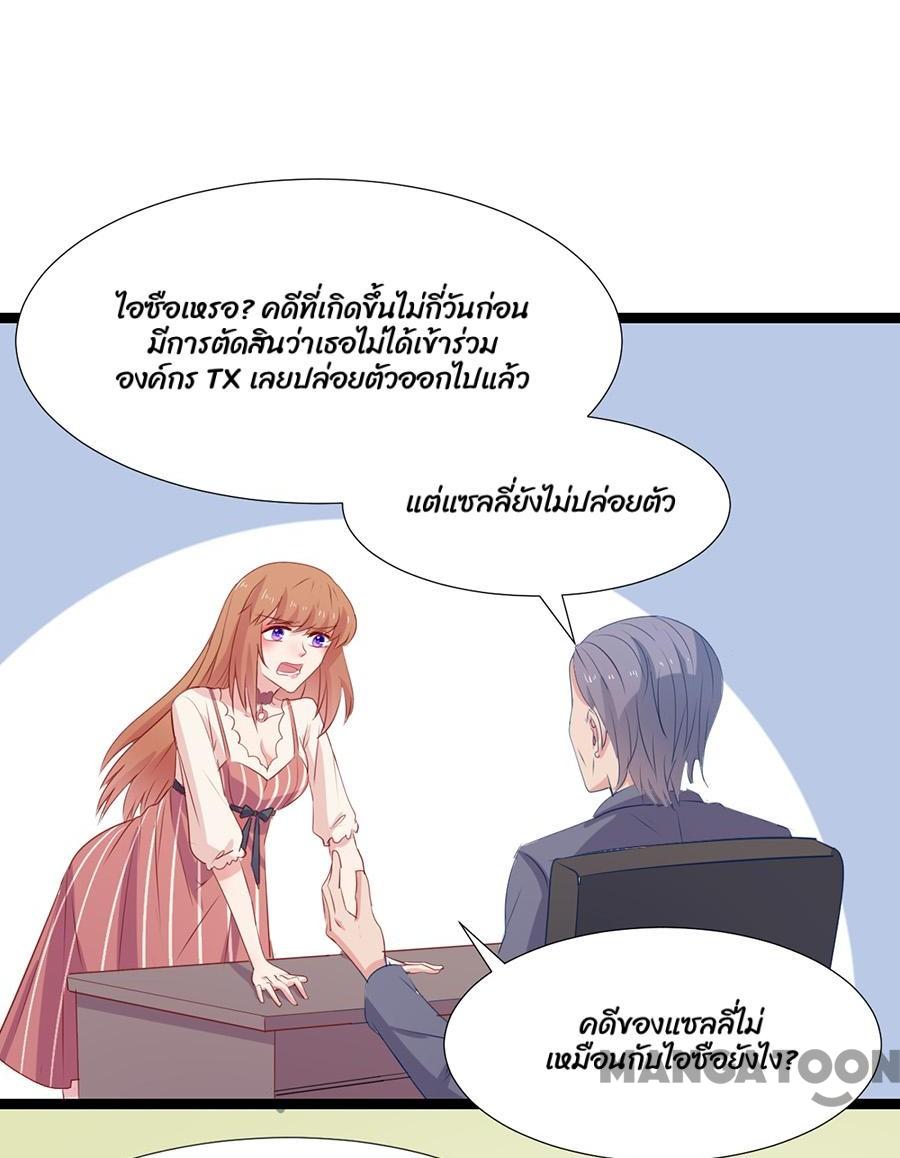 ไอซือเหรอ? คดีที่เกิดขึ้นไม่กี่วันก่อน
มีการตัดสินว่าเธอไม่ได้เข้าร่วม
องค์กร TX เลยปล่อยตัวออกไปแล้ว
แต่แซลลี่ยังไม่ปล่อยตัว
คดีของแซลลี่ไม่
เหมือนกับไอซือยังไง?
MANGATOON